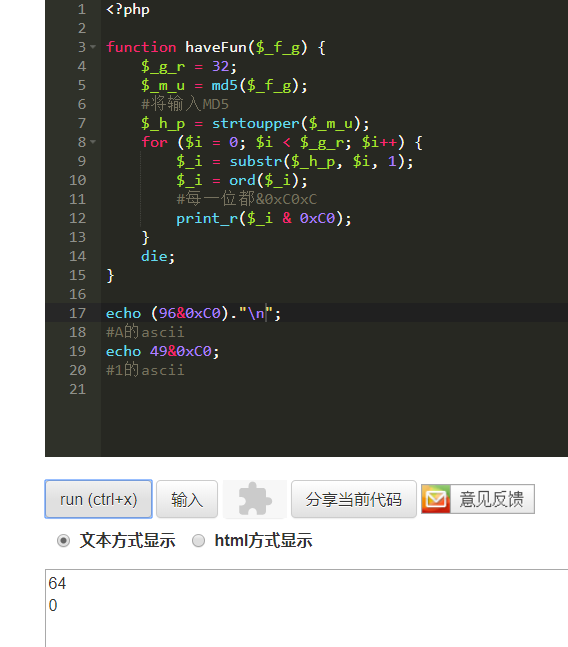 1 <?php
2
3 function haveFun($_f_g) {
4 $_g_r = 32;
5 $_m_u = md5($_f_g);
6 #将输入MD5
7 $_h_p = strtoupper($_m_u);
8 for ($i = 0; $i < $_g_r; $i++) {
9 $_i = substr($_h_p, $i, 1);
10 $_i = ord($_i);
11 #每一位都&0xC0xC
12 print_r($_i & 0xC0);
13 }
14 die;
15 }
16
17 echo (96&0xC0)."\n";
18 #A的ascii
19 echo 49&0xC0;
20 #1的ascii
21
run (ctrl+x) 输入 分享当前代码 意见反馈
文本方式显示 html方式显示
64
0